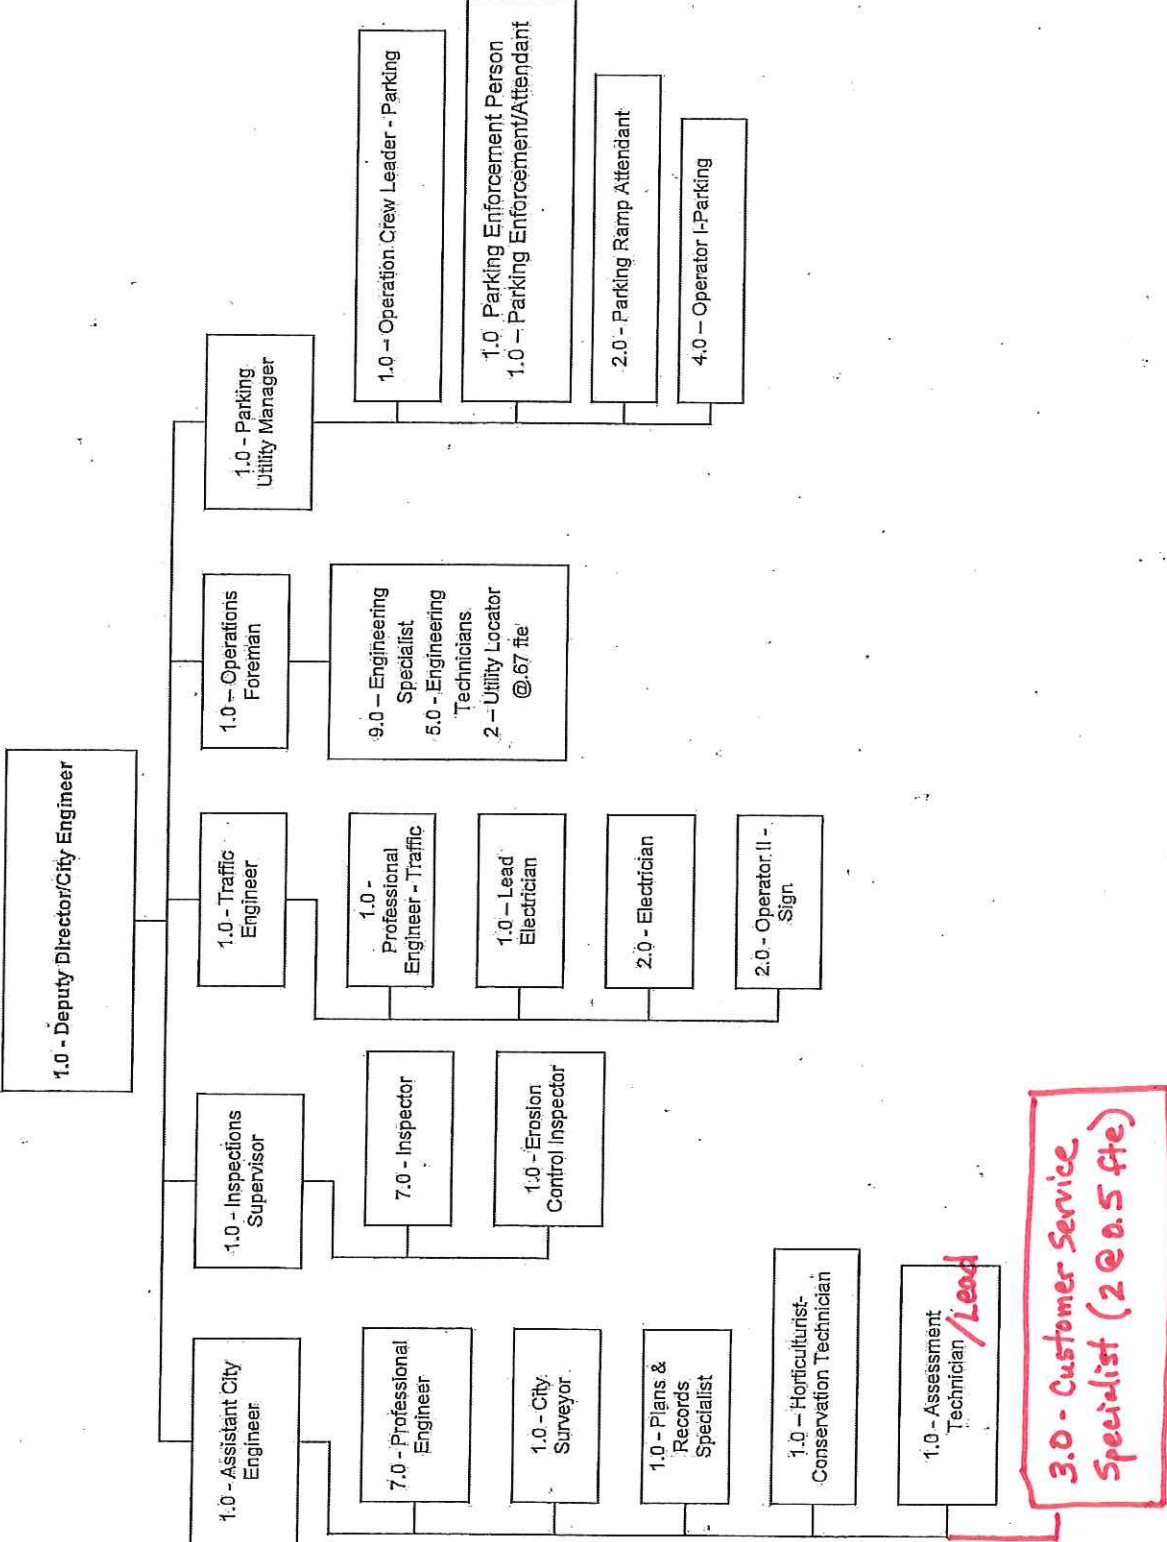 1.0 - Deputy Director/City Engineer
1.0 - Assistant City
Engineer
7.0 - Professional
Engineer
1.0 - City
Surveyor
1.0 - Plans &
Records
Specialist
1.0 – Horticulturist-
Conservation Technician
1.0 - Assessment
Technician /Lead
3.0 - Customer Service
Specialist (2 @ 0.5 fte)
1.0 - Inspections
Supervisor
7.0 - Inspector
1.0 - Erosion
Control Inspector
1.0 - Traffic
Engineer
1.0 -
Professional
Engineer - Traffic
1.0 – Lead
Electrician
2.0 - Electrician
2.0 - Operator II -
Sign
1.0 – Operations
Foreman
9.0 – Engineering
Specialist
5.0 - Engineering
Technicians
2 – Utility Locator
@.67 fte
1.0 - Parking
Utility Manager
1.0 – Operation Crew Leader - Parking
1.0 Parking Enforcement Person
1.0 – Parking Enforcement/Attendant
2.0 - Parking Ramp Attendant
4.0 – Operator I-Parking